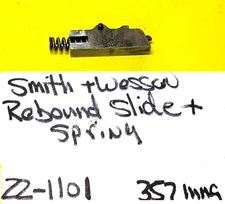 Smith + Wesson
Rebound Slide +
Spring
22-1101 357 mag